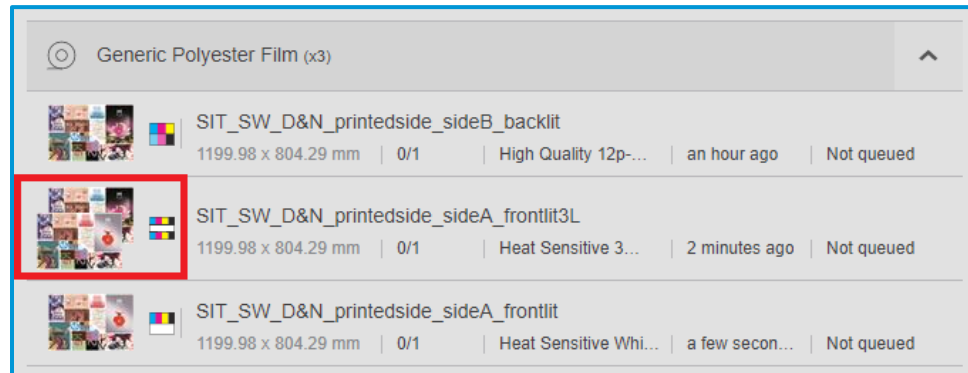 Generic Polyester Film (x3)
SIT_SW_D&N_printedside_sideB_backlit
1199.98 x 804.29 mm | 0/1 | High Quality 12p-... | an hour ago | Not queued
SIT_SW_D&N_printedside_sideA_frontlit3L
1199.98 x 804.29 mm | 0/1 | Heat Sensitive 3... | 2 minutes ago | Not queued
SIT_SW_D&N_printedside_sideA_frontlit
1199.98 x 804.29 mm | 0/1 | Heat Sensitive Whi... | a few secon... | Not queued